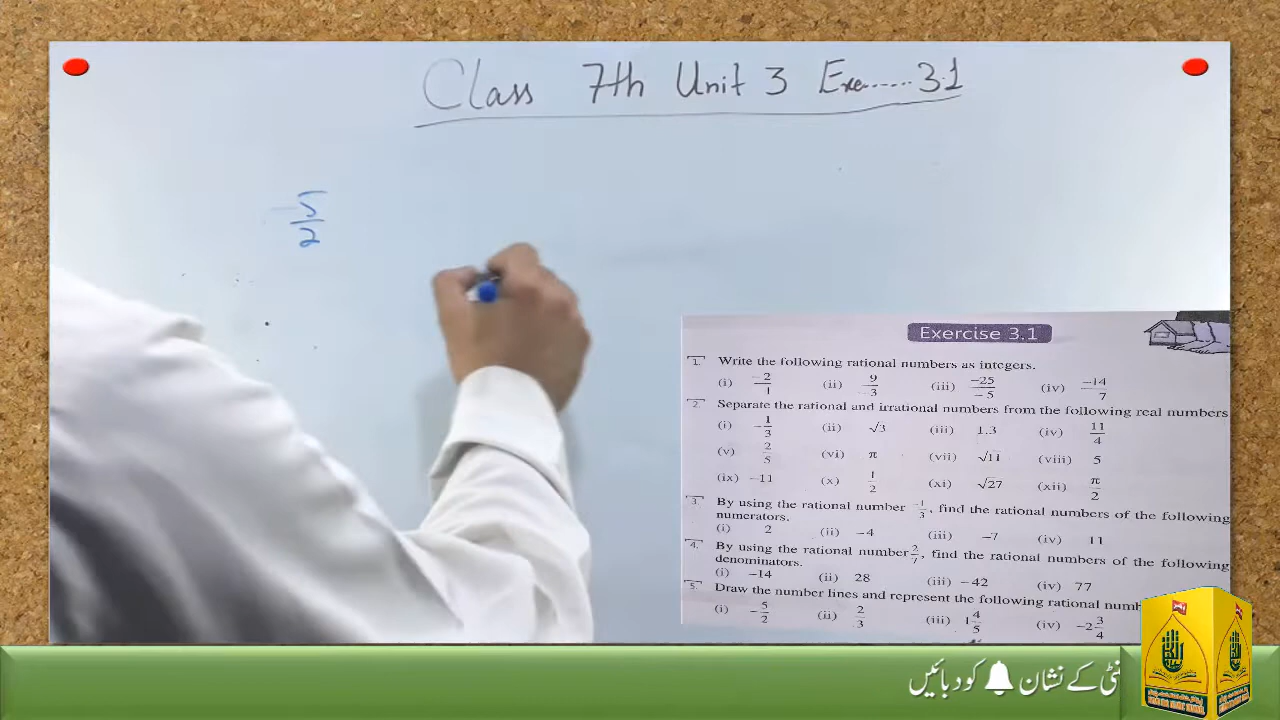 Class 7th Unit 3 Exe......3.1
-5/2
Exercise 3.1
1. Write the following rational numbers as integers.
(i) -2/1 (ii) 9/-3 (iii) -25/-5 (iv) -14/7
2. Separate the rational and irrational numbers from the following real numbers
(i) -1/3 (ii) √3 (iii) 1.3 (iv) 11/4
(v) 2/5 (vi) π (vii) √11 (viii) 5
(ix) -11 (x) 1/2 (xi) √27 (xii) π/2
3. By using the rational number -1/3, find the rational numbers of the following
numerators.
(i) 2 (ii) -4 (iii) -7 (iv) 11
4. By using the rational number 2/7, find the rational numbers of the following
denominators.
(i) -14 (ii) 28 (iii) -42 (iv) 77
5. Draw the number lines and represent the following rational
(i) -5/2 (ii) 2/3 (iii) 1 4/5 (iv) -2 3/4
کے نشان کو دبائیں